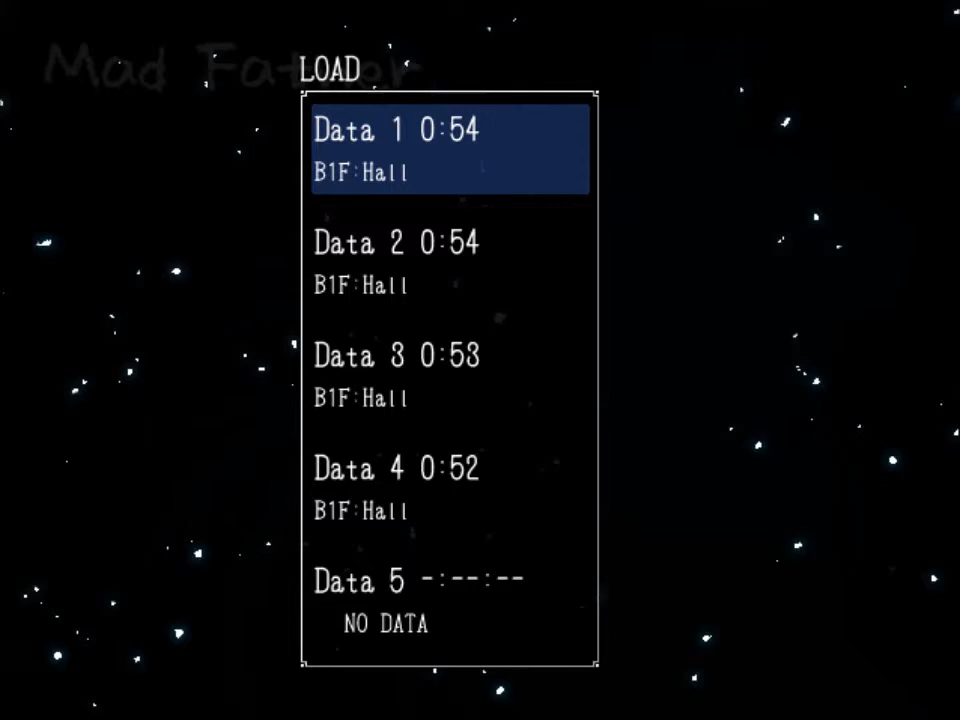 Mad Father
LOAD
Data 1 0:54
B1F:Hall
Data 2 0:54
B1F:Hall
Data 3 0:53
B1F:Hall
Data 4 0:52
B1F:Hall
Data 5 -:--:--
NO DATA